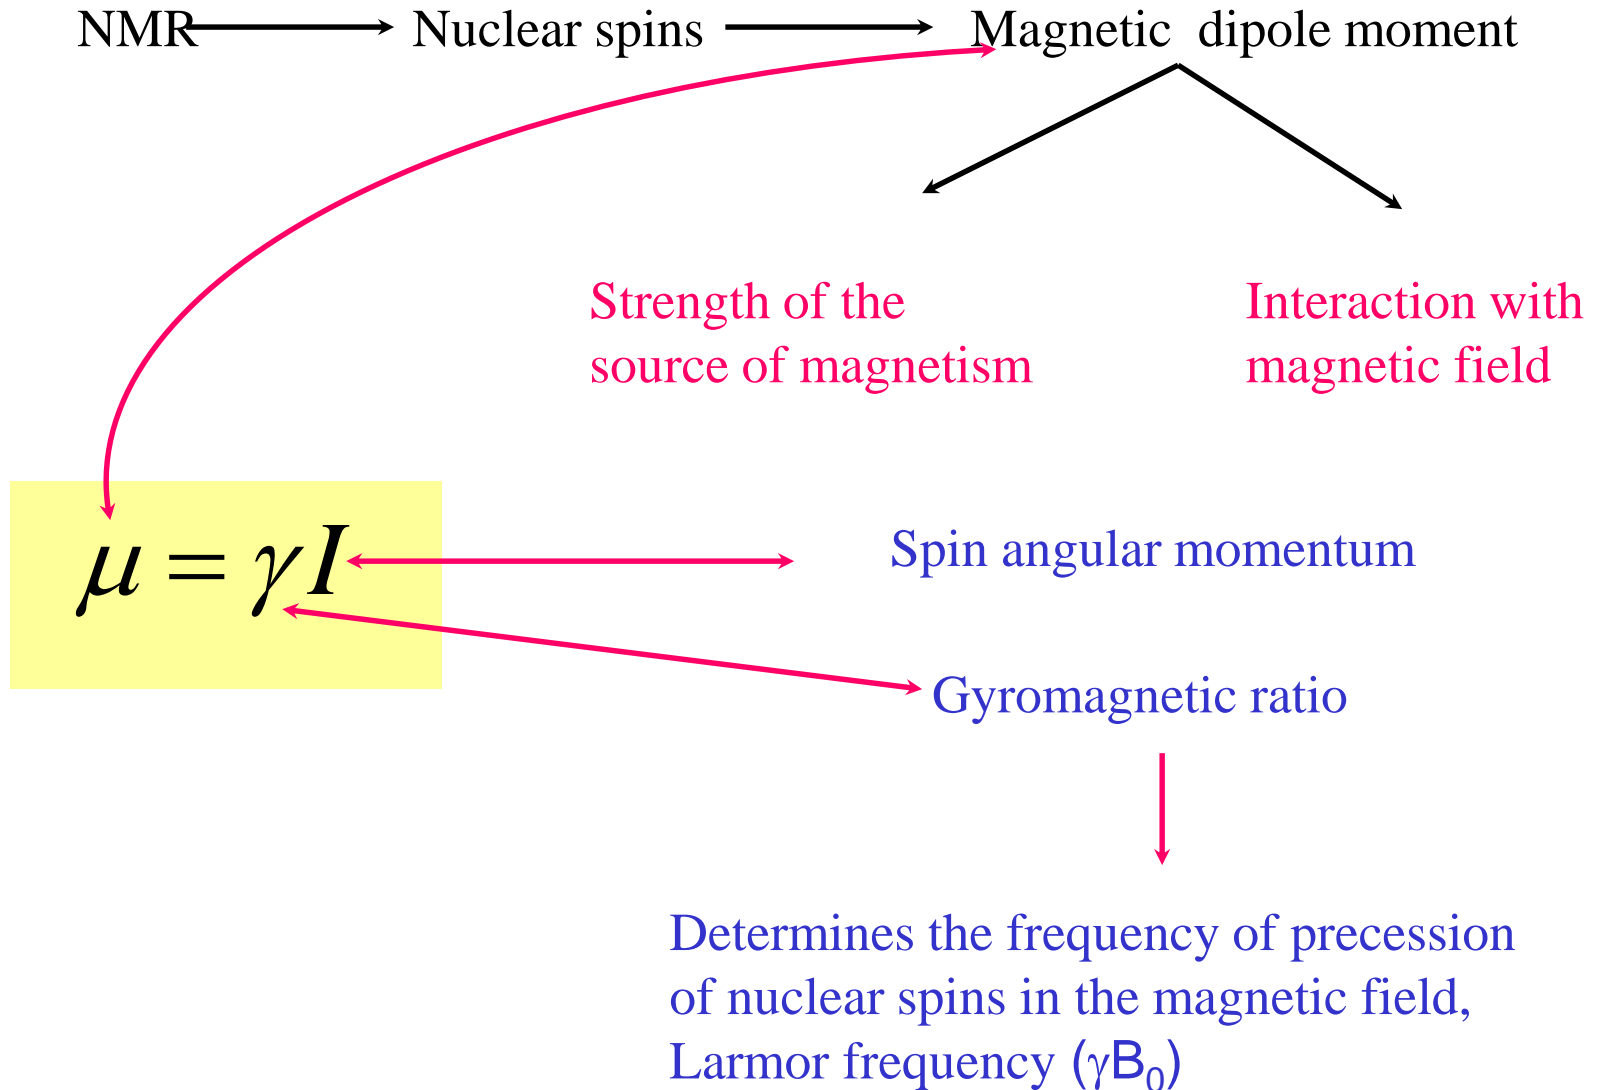 NMR Nuclear spins Magnetic dipole moment
Strength of the
source of magnetism
Interaction with
magnetic field
μ = γI
Spin angular momentum
Gyromagnetic ratio
Determines the frequency of precession
of nuclear spins in the magnetic field,
Larmor frequency (γB₀)